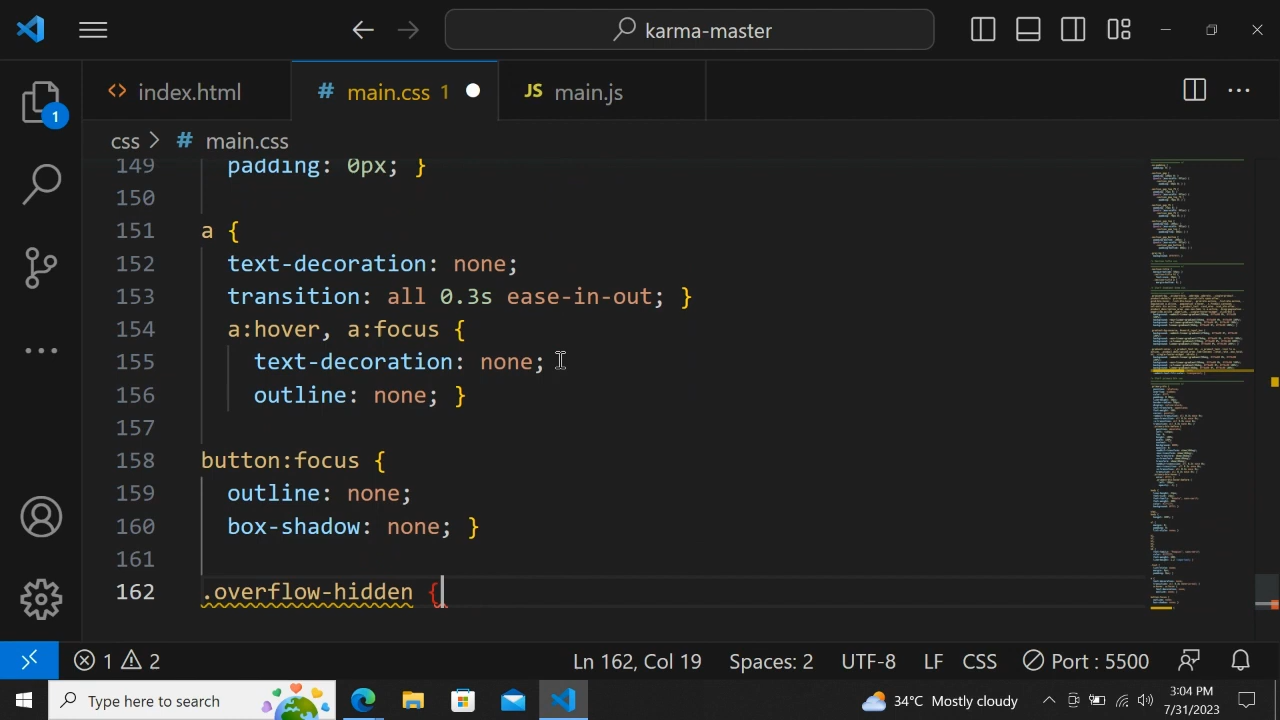 karma-master
index.html
# main.css 1
JS main.js
css > # main.css
149 padding: 0px; }
150
151 a {
152 text-decoration: none;
153 transition: all 0.3s ease-in-out; }
154 a:hover, a:focus {
155 text-decoration: none;
156 outline: none; }
157
158 button:focus {
159 outline: none;
160 box-shadow: none; }
161
162 .overflow-hidden {
1
1 2
Ln 162, Col 19
Spaces: 2
UTF-8
LF
CSS
Port : 5500
Type here to search
34°C Mostly cloudly
3:04 PM
7/31/2023